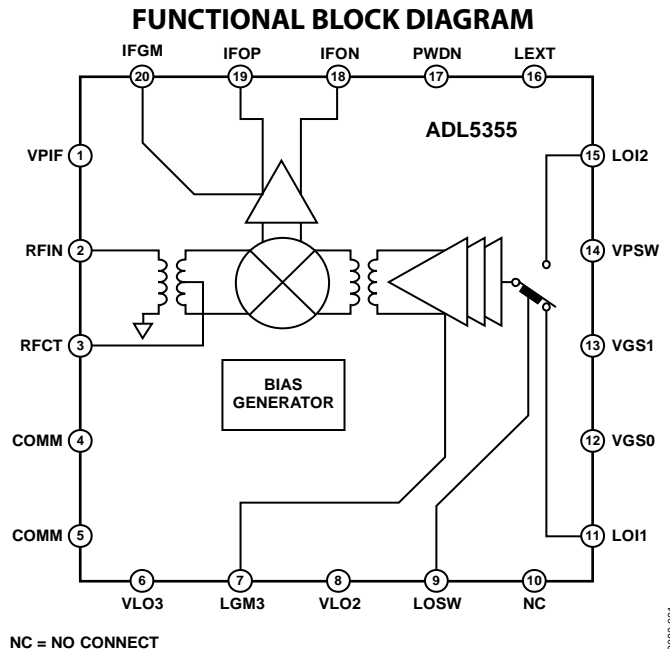 FUNCTIONAL BLOCK DIAGRAM
IFGM IFOP IFON PWDN LEXT
20 19 18 17 16
ADL5355
VPIF 1
15 LOI2
RFIN 2
14 VPSW
RFCT 3
13 VGS1
BIAS
GENERATOR
COMM 4
12 VGS0
COMM 5
11 LOI1
6 7 8 9 10
VLO3 LGM3 VLO2 LOSW NC
NC = NO CONNECT